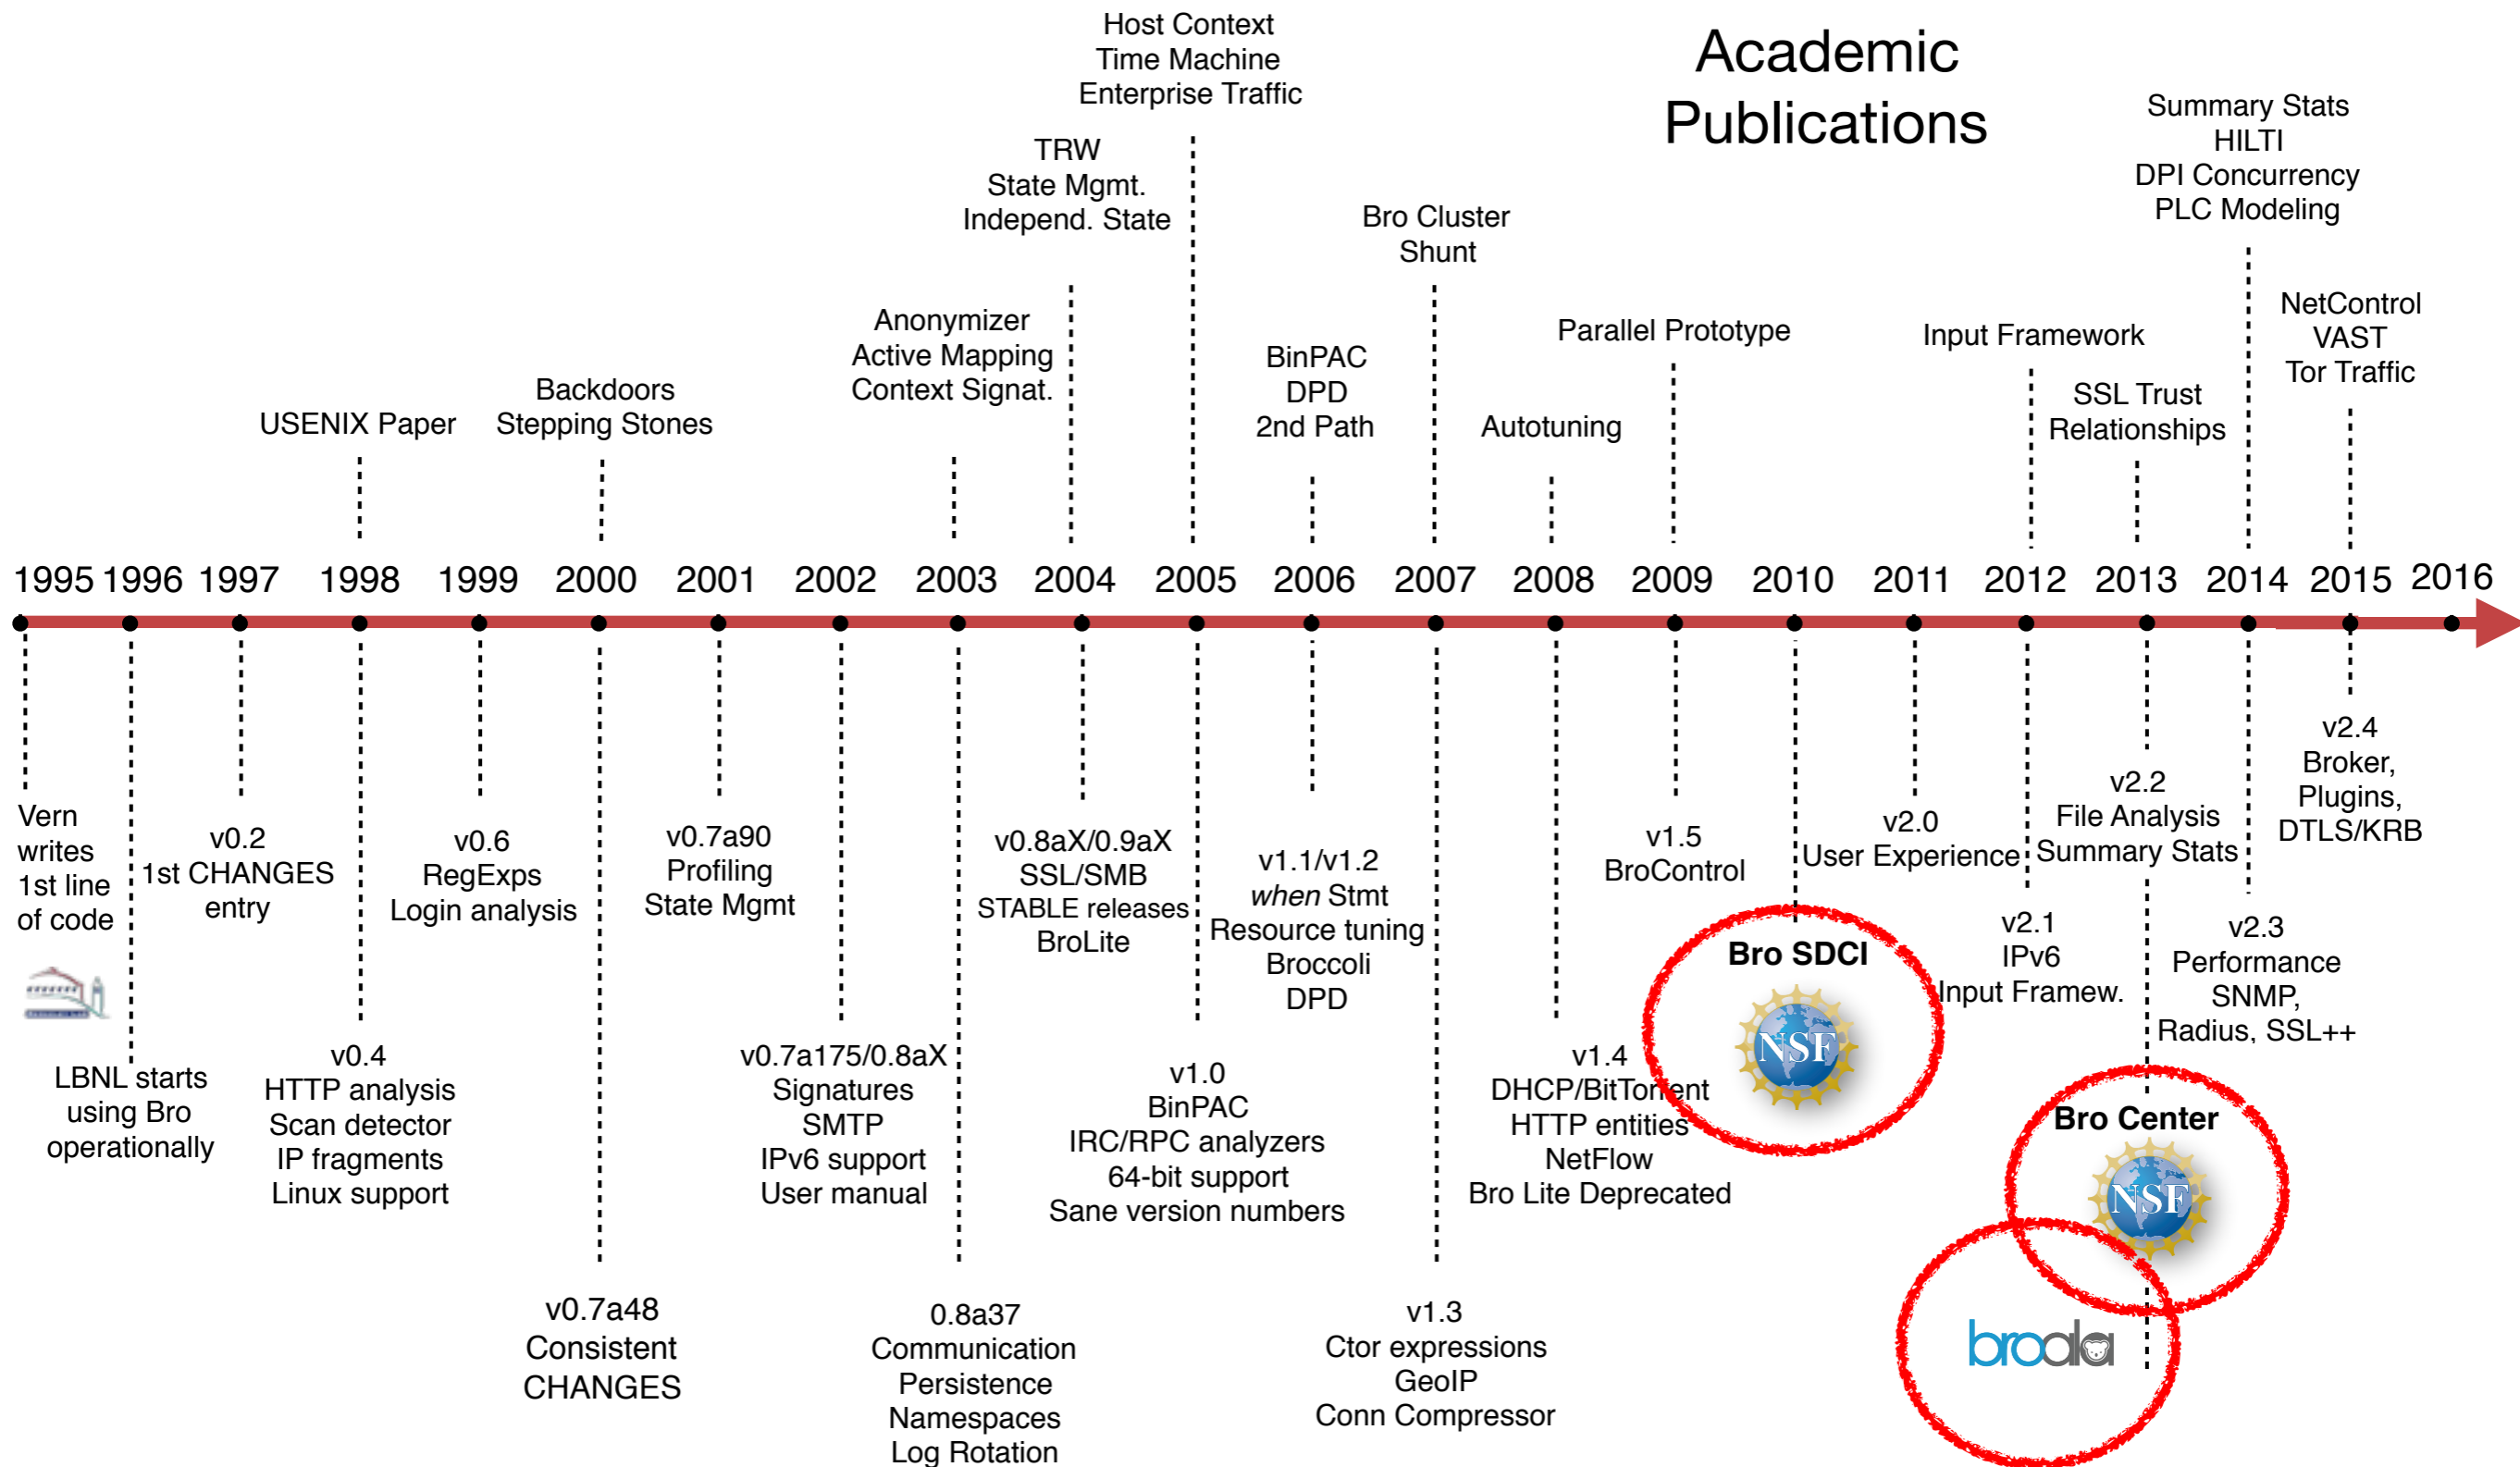 Academic
Publications
Host Context
Time Machine
Enterprise Traffic
TRW
State Mgmt.
Independ. State
Summary Stats
HILTI
DPI Concurrency
PLC Modeling
Bro Cluster
Shunt
Anonymizer
Active Mapping
Context Signat.
NetControl
VAST
Tor Traffic
Parallel Prototype
Input Framework
BinPAC
DPD
2nd Path
Backdoors
Stepping Stones
USENIX Paper
Autotuning
SSL Trust
Relationships
1995 1996 1997 1998 1999 2000 2001 2002 2003 2004 2005 2006 2007 2008 2009 2010 2011 2012 2013 2014 2015 2016
Vern
writes
1st line
of code
LBNL starts
using Bro
operationally
v0.2
1st CHANGES
entry
v0.4
HTTP analysis
Scan detector
IP fragments
Linux support
v0.6
RegExps
Login analysis
v0.7a48
Consistent
CHANGES
v0.7a90
Profiling
State Mgmt
v0.7a175/0.8aX
Signatures
SMTP
IPv6 support
User manual
0.8a37
Communication
Persistence
Namespaces
Log Rotation
v0.8aX/0.9aX
SSL/SMB
STABLE releases
BroLite
v1.0
BinPAC
IRC/RPC analyzers
64-bit support
Sane version numbers
v1.1/v1.2
when Stmt
Resource tuning
Broccoli
DPD
v1.3
Ctor expressions
GeoIP
Conn Compressor
v1.4
DHCP/BitTorrent
HTTP entities
NetFlow
Bro Lite Deprecated
v1.5
BroControl
Bro SDCI
NSF
v2.0
User Experience
v2.1
IPv6
Input Framew.
v2.2
File Analysis
Summary Stats
Bro Center
NSF
brola
v2.3
Performance
SNMP,
Radius, SSL++
v2.4
Broker,
Plugins,
DTLS/KRB